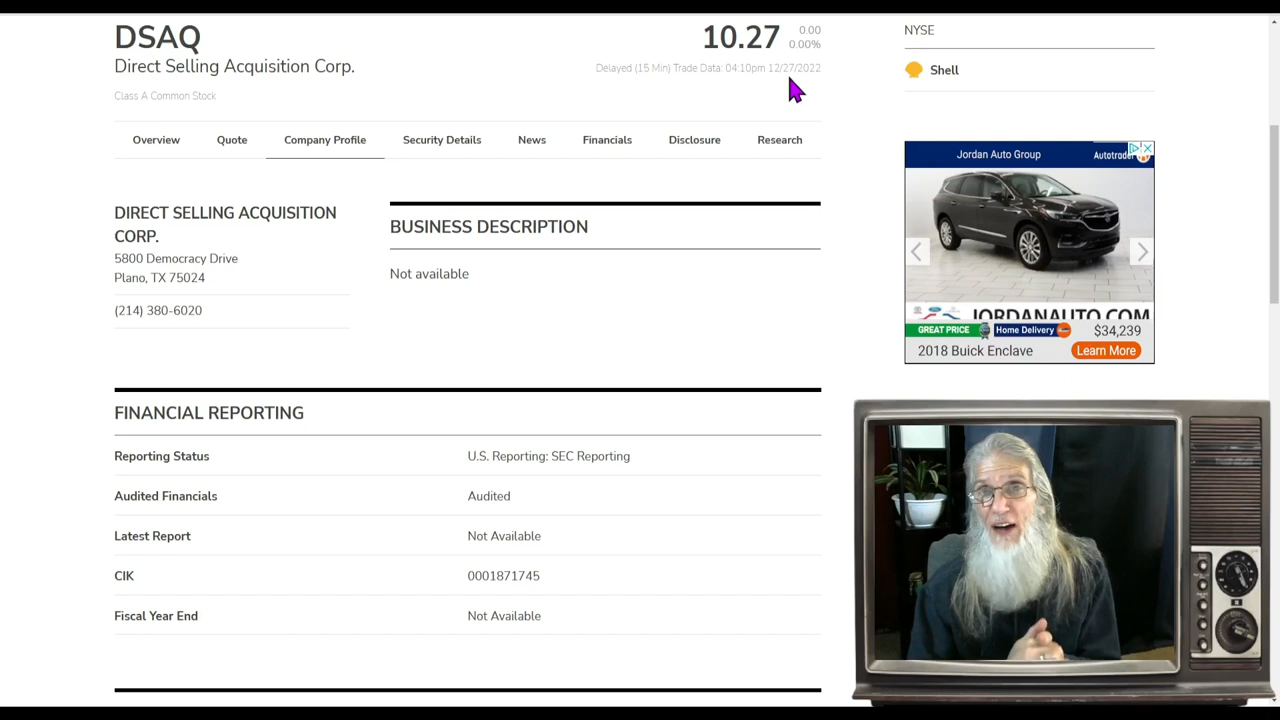 DSAQ
Direct Selling Acquisition Corp.
Class A Common Stock
10.27
0.00
0.00%
Delayed (15 Min) Trade Data: 04:10pm 12/27/2022
Overview Quote Company Profile Security Details News Financials Disclosure Research
DIRECT SELLING ACQUISITION
CORP.
5800 Democracy Drive
Plano, TX 75024
(214) 380-6020
BUSINESS DESCRIPTION
Not available
FINANCIAL REPORTING
Reporting Status U.S. Reporting: SEC Reporting
Audited Financials Audited
Latest Report Not Available
CIK 0001871745
Fiscal Year End Not Available
NYSE
Shell
Jordan Auto Group Autotrader
JORDANAUTO.COM
GREAT PRICE Home Delivery $34,239
2018 Buick Enclave Learn More